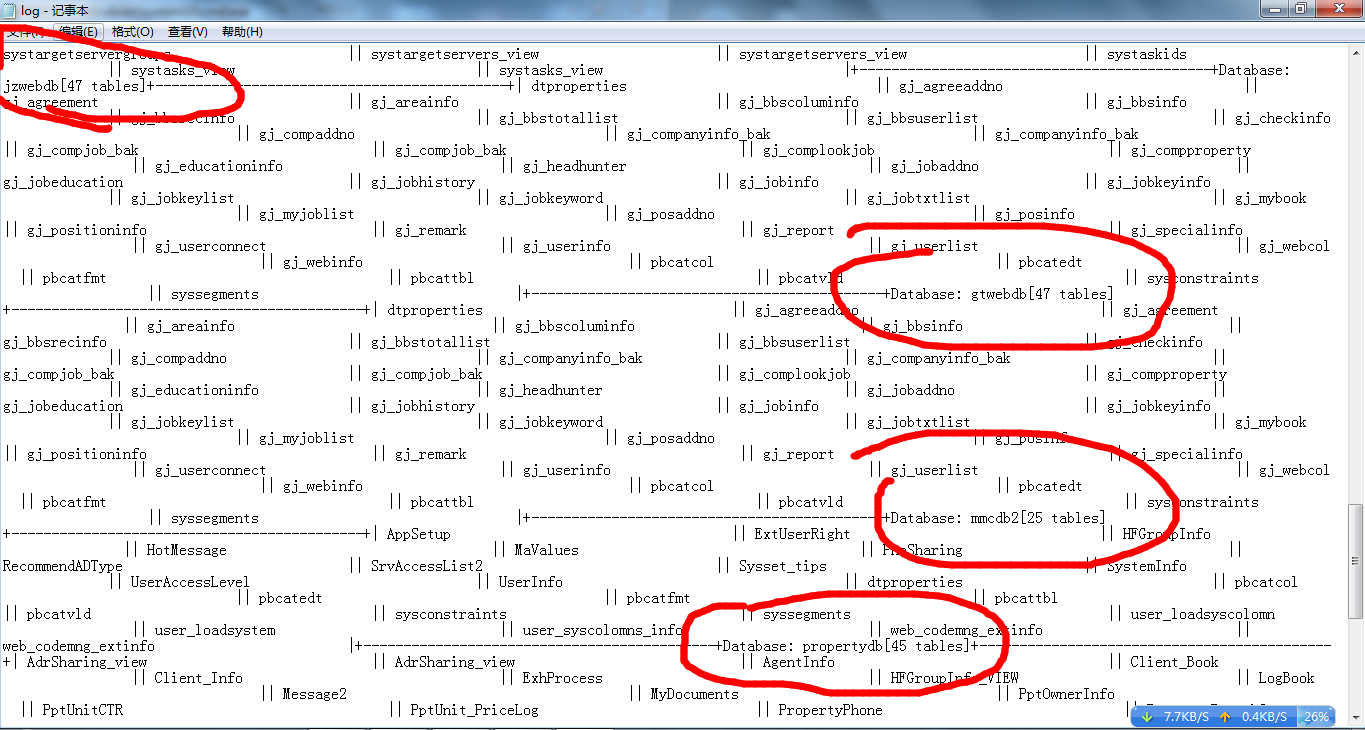 log - 记事本
编辑(E) 格式(O) 查看(V) 帮助(H)
|| systargetservers_view || systargetservers_view || systaskids
|| systasks_view || systasks_view |+--------------------------------------------+Database:
jzwebdb[47 tables]+--------------------------------------------+| dtproperties || gj_agreeaddno ||
gj_agreement || gj_areainfo || gj_bbscoluminfo || gj_bbsinfo
|| gj_bbsrecinfo || gj_bbstotallist || gj_bbsuserlist || gj_checkinfo
|| gj_compaddno || gj_companyinfo_bak || gj_companyinfo_bak
|| gj_compjob_bak || gj_compjob_bak || gj_complookjob || gj_compproperty
|| gj_educationinfo || gj_headhunter || gj_jobaddno ||
gj_jobeducation || gj_jobhistory || gj_jobinfo || gj_jobkeyinfo
|| gj_jobkeylist || gj_jobkeyword || gj_jobtxtlist || gj_mybook
|| gj_myjoblist || gj_posaddno || gj_posinfo
|| gj_positioninfo || gj_remark || gj_report || gj_specialinfo
|| gj_userconnect || gj_userinfo || gj_userlist || gj_webcol
|| gj_webinfo || pbcatcol || pbcatedt
|| pbcatfmt || pbcattbl || pbcatvld || sysconstraints
|| syssegments |+--------------------------------------------+Database: gtwebdb[47 tables]
+--------------------------------------------+| dtproperties || gj_agreeaddno || gj_agreement
|| gj_areainfo || gj_bbscoluminfo || gj_bbsinfo ||
gj_bbsrecinfo || gj_bbstotallist || gj_bbsuserlist || gj_checkinfo
|| gj_compaddno || gj_companyinfo_bak || gj_companyinfo_bak ||
gj_compjob_bak || gj_compjob_bak || gj_complookjob || gj_compproperty
|| gj_educationinfo || gj_headhunter || gj_jobaddno ||
gj_jobeducation || gj_jobhistory || gj_jobinfo || gj_jobkeyinfo
|| gj_jobkeylist || gj_jobkeyword || gj_jobtxtlist || gj_mybook
|| gj_myjoblist || gj_posaddno || gj_posinfo
|| gj_positioninfo || gj_remark || gj_report || gj_specialinfo
|| gj_userconnect || gj_userinfo || gj_userlist || gj_webcol
|| gj_webinfo || pbcatcol || pbcatedt
|| pbcatfmt || pbcattbl || pbcatvld || sysconstraints
|| syssegments |+--------------------------------------------+Database: mmcdb2[25 tables]
+--------------------------------------------+| AppSetup || ExtUserRight || HFGroupInfo
|| HotMessage || MaValues ||
RecommendADType || SrvAccessList2 || Sysset_tips || SystemInfo
|| UserAccessLevel || UserInfo || dtproperties || pbcatcol
|| pbcatedt || pbcatfmt || pbcattbl
|| pbcatvld || sysconstraints || syssegments || user_loadsyscolomn
|| user_loadsystem || user_syscolomns_info || web_codemng_extinfo ||
web_codemng_extinfo |+--------------------------------------------+Database: propertydb[45 tables]+--------------------------------------------
+| AdrSharing_view || AdrSharing_view || AgentInfo || Client_Book
|| Client_Info || ExhProcess || HFGroupInfo_VIEW || LogBook
|| Message2 || MyDocuments || PptOwnerInfo
|| PptUnitCTR || PptUnit_PriceLog || PropertyPhone
7.7KB/S 0.4KB/S 26%